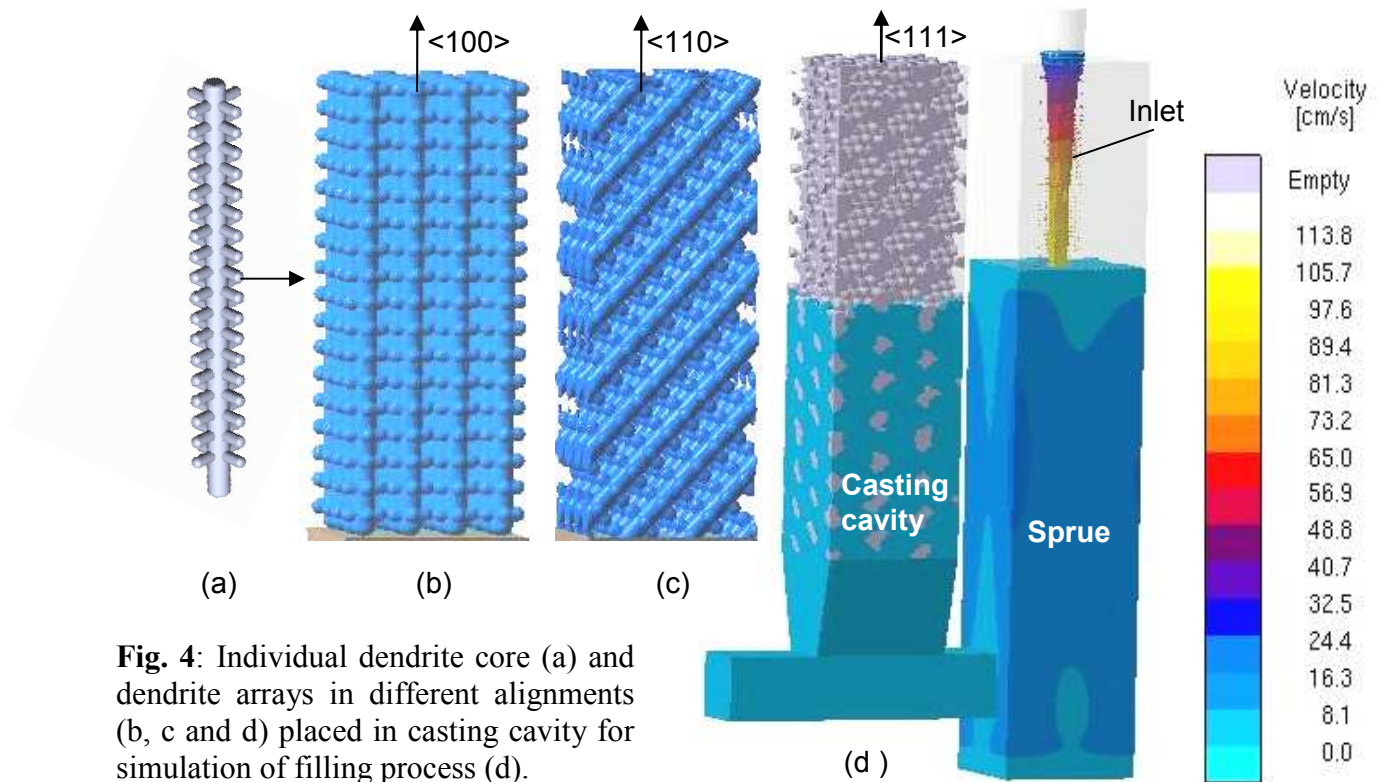 <100>
<110>
<111>
Inlet
Velocity
[cm/s]
Empty
113.8
105.7
97.6
89.4
81.3
73.2
65.0
56.9
48.8
40.7
32.5
24.4
16.3
8.1
0.0
Casting
cavity
Sprue
(a)
(b)
(c)
(d )
Fig. 4: Individual dendrite core (a) and
dendrite arrays in different alignments
(b, c and d) placed in casting cavity for
simulation of filling process (d).